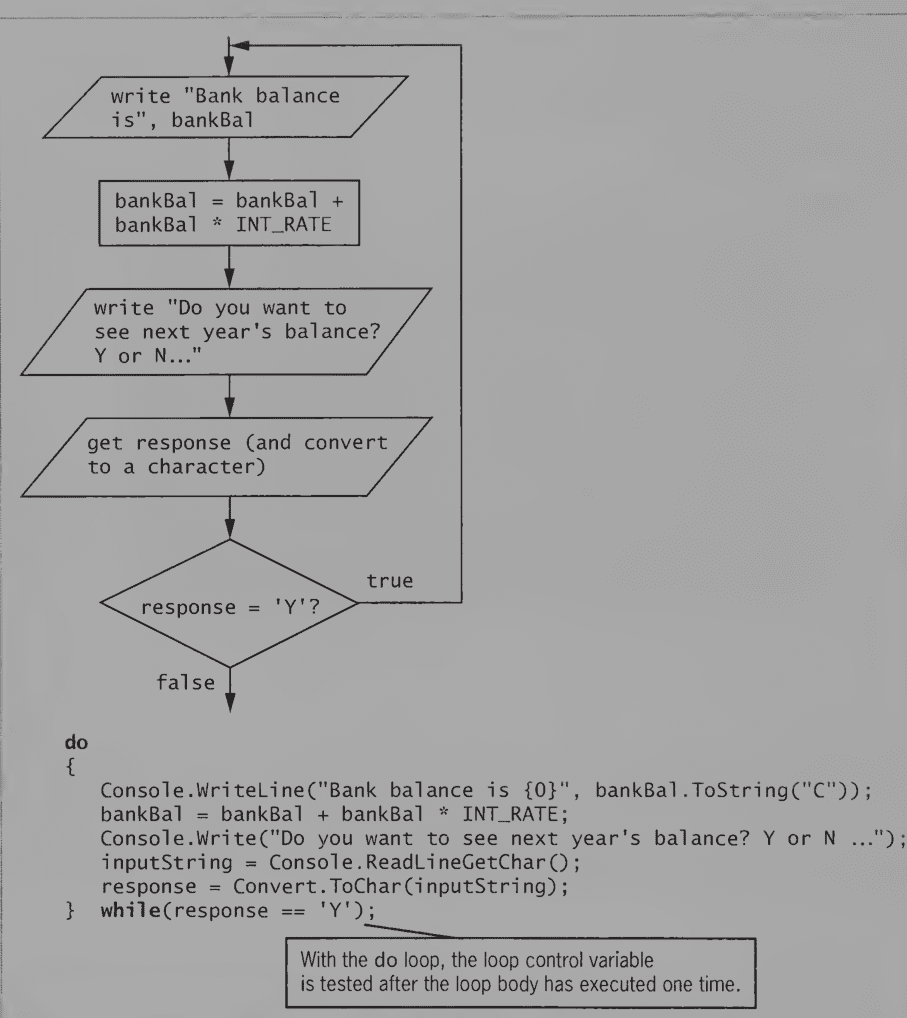 write "Bank balance
is", bankBal
bankBal = bankBal +
bankBal * INT_RATE
write "Do you want to
see next year's balance?
Y or N..."
get response (and convert
to a character)
response = 'Y'?
true
false
do
{
Console.WriteLine("Bank balance is {0}", bankBal.ToString("C"));
bankBal = bankBal + bankBal * INT_RATE;
Console.Write("Do you want to see next year's balance? Y or N ...");
inputString = Console.ReadLineGetChar();
response = Convert.ToChar(inputString);
} while(response == 'Y');
With the do loop, the loop control variable
is tested after the loop body has executed one time.